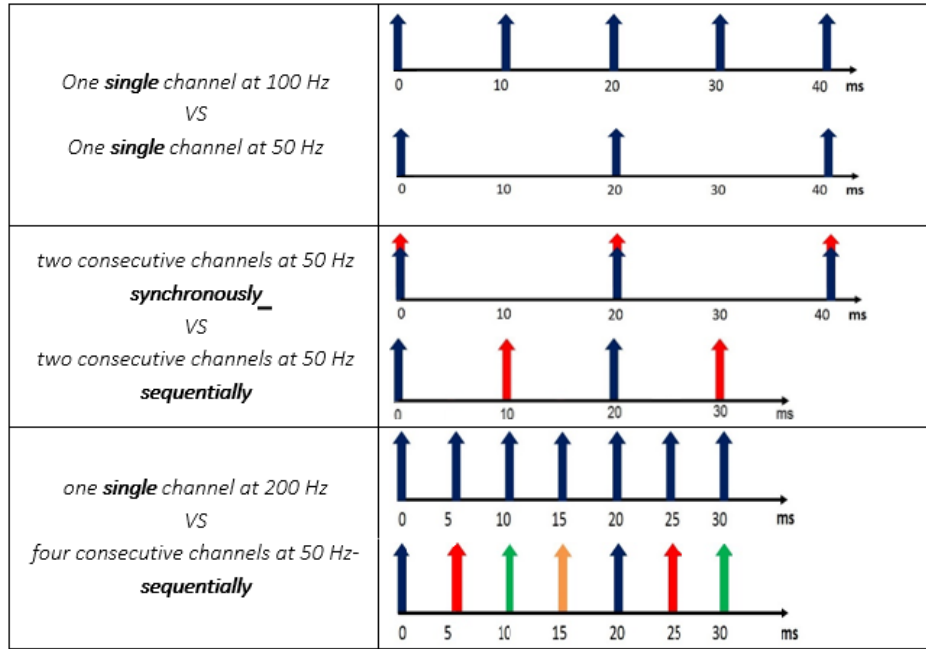 One single channel at 100 Hz
VS
One single channel at 50 Hz
0 10 20 30 40 ms
0 10 20 30 40 ms
two consecutive channels at 50 Hz
synchronously_
VS
two consecutive channels at 50 Hz
sequentially
0 10 20 30 40 ms
0 10 20 30 ms
one single channel at 200 Hz
VS
four consecutive channels at 50 Hz-
sequentially
0 5 10 15 20 25 30 ms
0 5 10 15 20 25 30